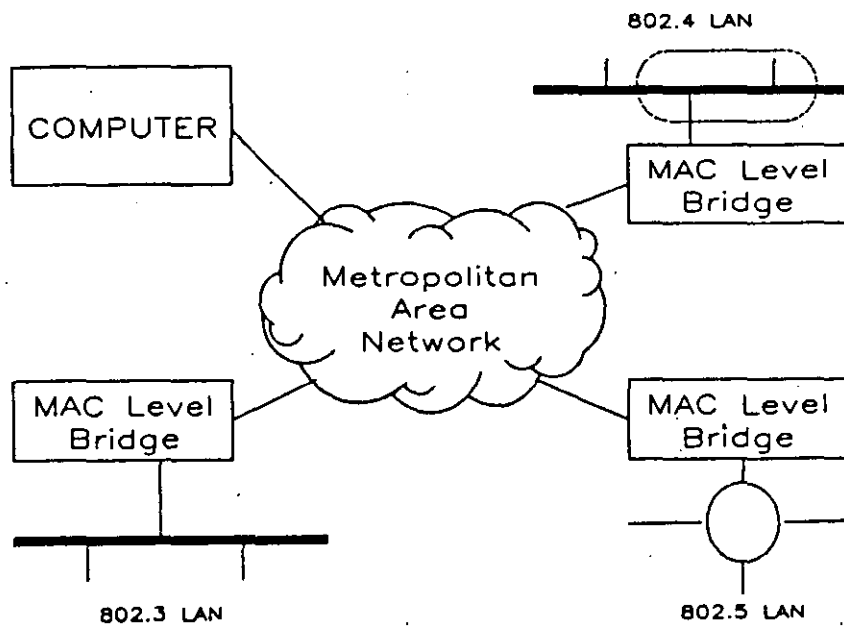 802.4 LAN
COMPUTER
MAC Level
Bridge
Metropolitan
Area
Network
MAC Level
Bridge
MAC Level
Bridge
802.3 LAN
802.5 LAN